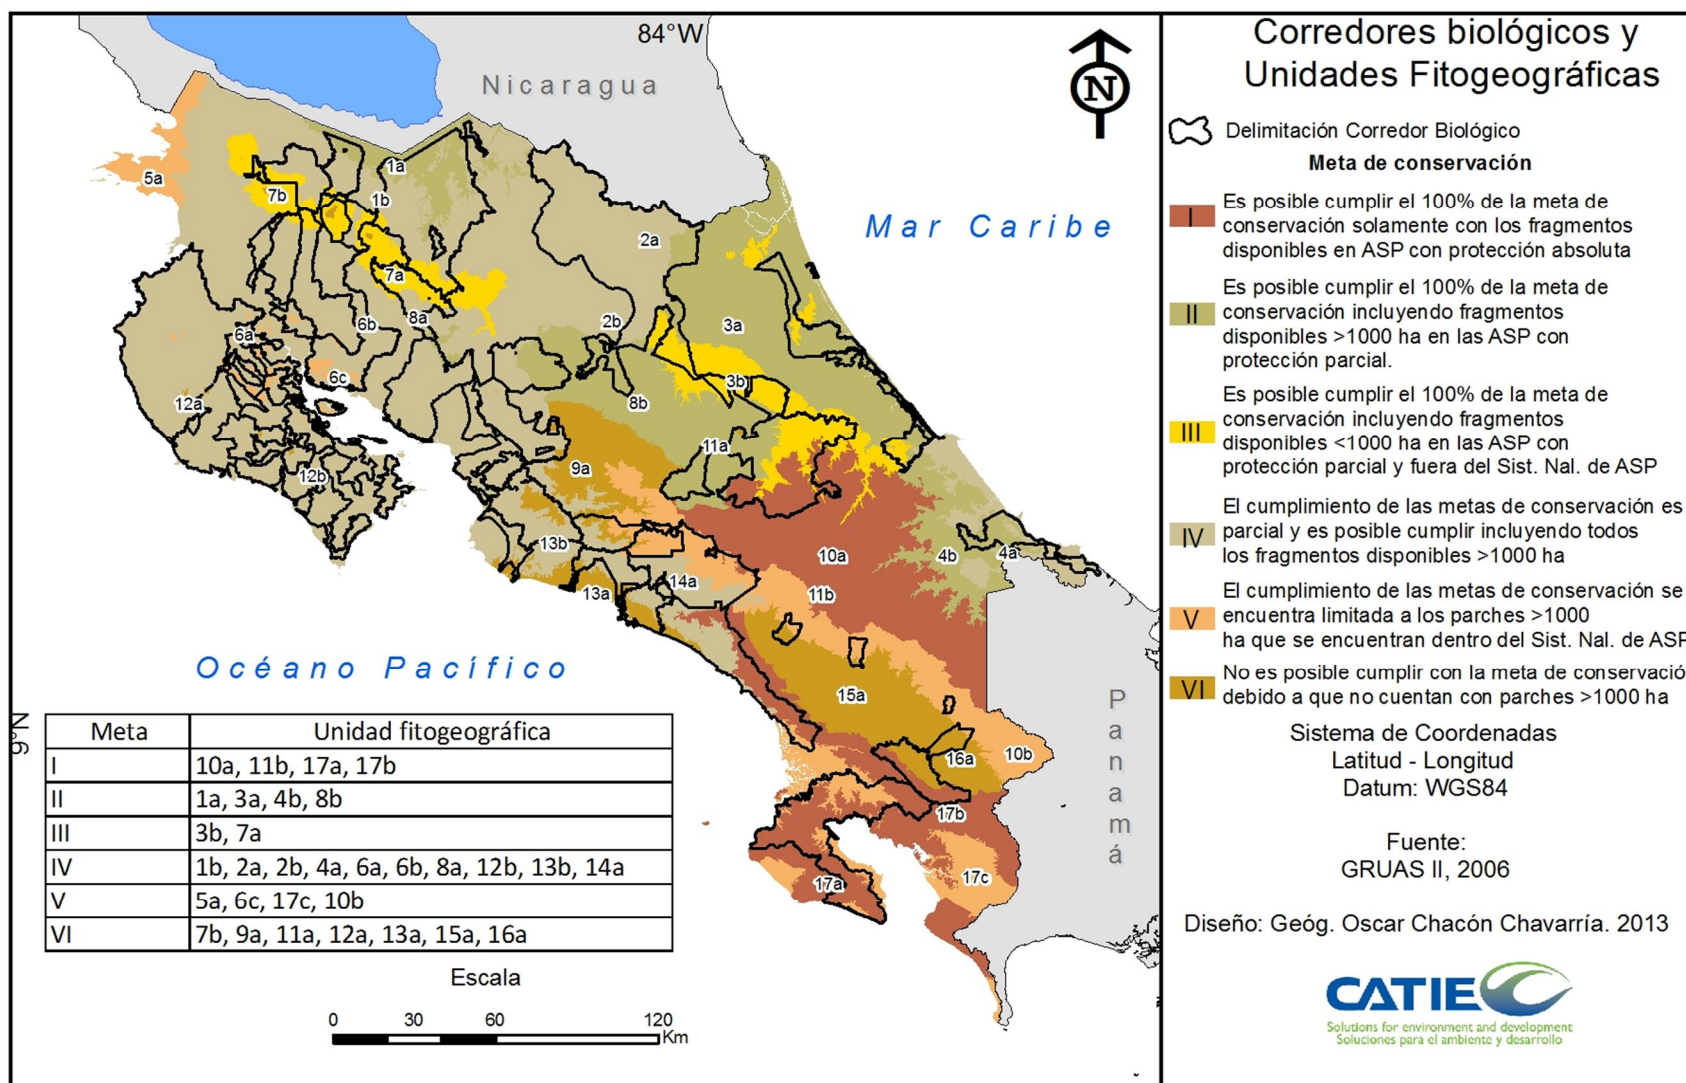 84°W
Nicaragua
Mar Caribe
Océano Pacífico
Panamá
9°N
5a
7b
1a
1b
2a
7a
8a
6b
2b
3a
6a
6c
3b
12a
8b
11a
12b
9a
13b
10a
4b
4a
13a
14a
11b
15a
16a
10b
17b
17a
17c
Meta Unidad fitogeográfica
I 10a, 11b, 17a, 17b
II 1a, 3a, 4b, 8b
III 3b, 7a
IV 1b, 2a, 2b, 4a, 6a, 6b, 8a, 12b, 13b, 14a
V 5a, 6c, 17c, 10b
VI 7b, 9a, 11a, 12a, 13a, 15a, 16a
Escala
0 30 60 120
Km
N
Corredores biológicos y
Unidades Fitogeográficas
Delimitación Corredor Biológico
Meta de conservación
I Es posible cumplir el 100% de la meta de
conservación solamente con los fragmentos
disponibles en ASP con protección absoluta
II Es posible cumplir el 100% de la meta de
conservación incluyendo fragmentos
disponibles >1000 ha en las ASP con
protección parcial.
III Es posible cumplir el 100% de la meta de
conservación incluyendo fragmentos
disponibles <1000 ha en las ASP con
protección parcial y fuera del Sist. Nal. de ASP
IV El cumplimiento de las metas de conservación es
parcial y es posible cumplir incluyendo todos
los fragmentos disponibles >1000 ha
V El cumplimiento de las metas de conservación se
encuentra limitada a los parches >1000
ha que se encuentran dentro del Sist. Nal. de ASP
VI No es posible cumplir con la meta de conservació
debido a que no cuentan con parches >1000 ha
Sistema de Coordenadas
Latitud - Longitud
Datum: WGS84
Fuente:
GRUAS II, 2006
Diseño: Geóg. Oscar Chacón Chavarría. 2013
CATIE
Solutions for environment and development
Soluciones para el ambiente y desarrollo